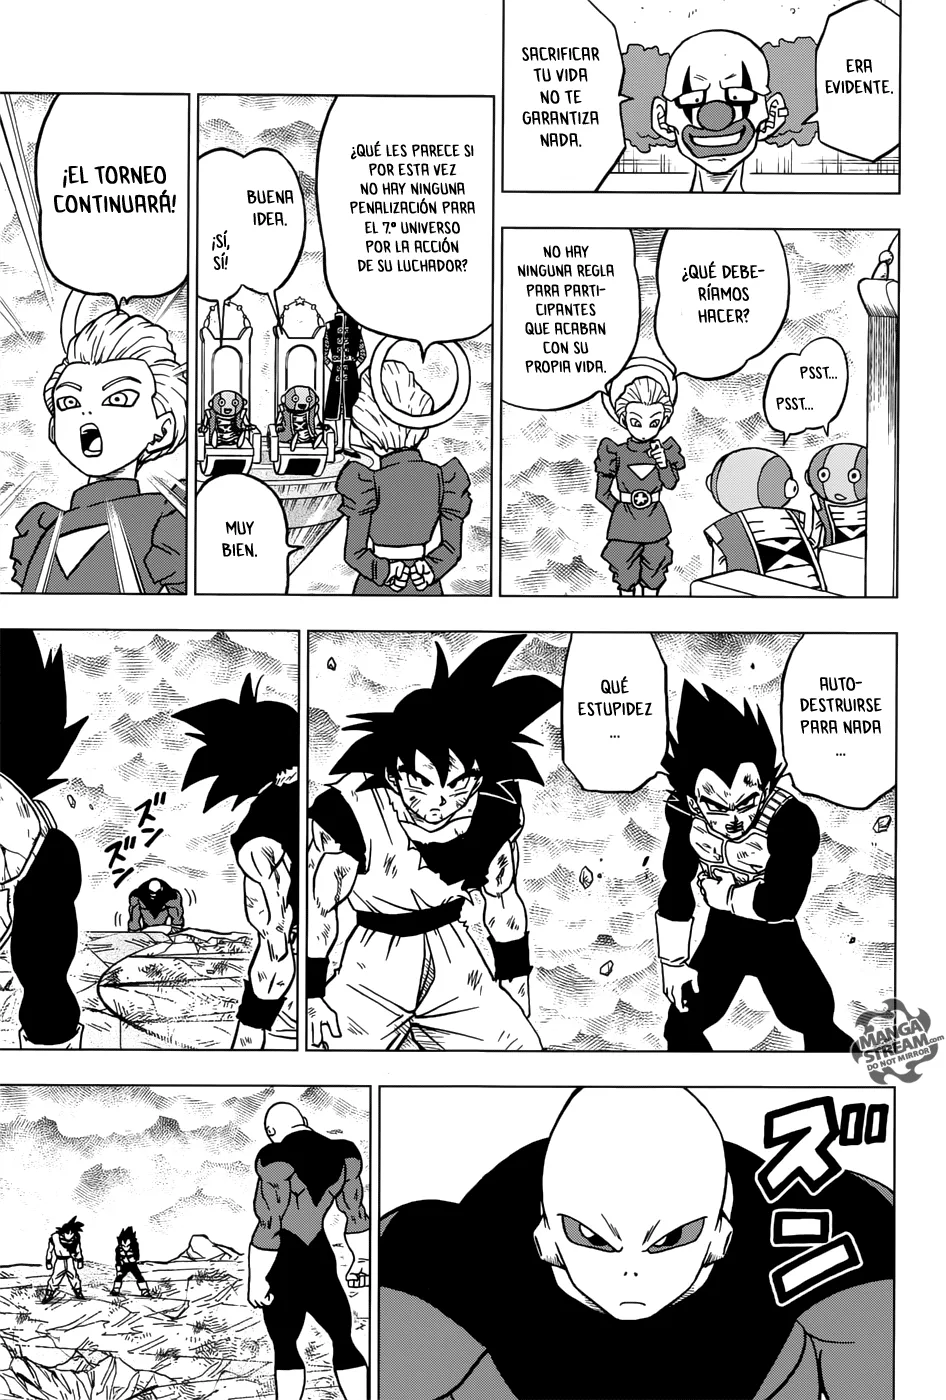 ERA
EVIDENTE.
SACRIFICAR
TU VIDA
NO TE
GARANTIZA
NADA.
¿QUÉ DEBE-
RÍAMOS
HACER?
PSST...
PSST...
NO HAY
NINGUNA REGLA
PARA PARTI-
CIPANTES
QUE ACABAN
CON SU
PROPIA VIDA.
¿QUÉ LES PARECE SI
POR ESTA VEZ
NO HAY NINGUNA
PENALIZACIÓN PARA
EL 7.º UNIVERSO
POR LA ACCIÓN
DE SU LUCHADOR?
BUENA
IDEA.
¡SÍ,
SÍ!
MUY
BIEN.
¡EL TORNEO
CONTINUARÁ!
AUTO-
DESTRUIRSE
PARA NADA
...
QUÉ
ESTUPIDEZ
...
ズン
ズン
MANGA
STREAM.com
DO NOT MIRROR
ズン